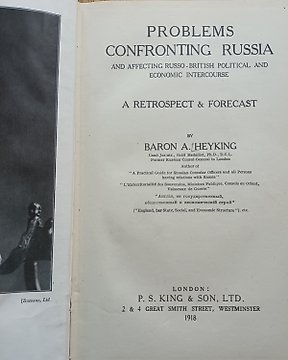 PROBLEMS
CONFRONTING RUSSIA
AND AFFECTING RUSSO-BRITISH POLITICAL AND
ECONOMIC INTERCOURSE
A RETROSPECT & FORECAST
BY
BARON A. HEYKING
Author of
"A Practical Guide for Russian Consular Officers and all Persons
having relations with Russia"
("England, her State, Social, and Economic Structure"), etc.
LONDON:
P. S. KING & SON, LTD.
2 & 4 GREAT SMITH STREET, WESTMINSTER
1918